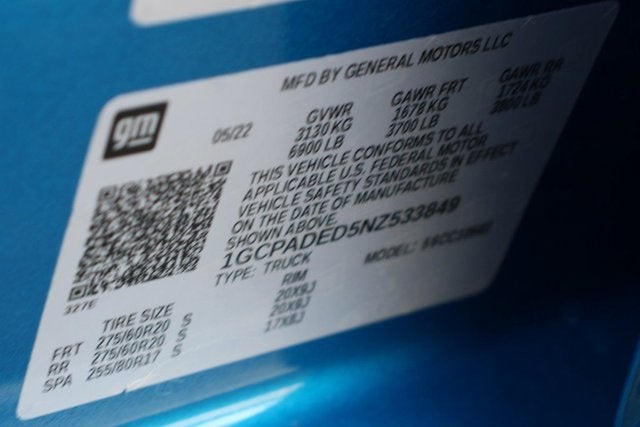 MFD BY GENERAL MOTORS LLC
gm
05/22
GVWR GAWR FRT GAWR RR
3130 KG 1678 KG 1724 KG
6900 LB 3700 LB 3800 LB
THIS VEHICLE CONFORMS TO ALL
APPLICABLE U.S. FEDERAL MOTOR
VEHICLE SAFETY STANDARDS IN EFFECT
ON THE DATE OF MANUFACTURE
SHOWN ABOVE.
1GCPADED5NZ533849
TYPE: TRUCK MODEL:
327E
TIRE SIZE RIM
FRT 275/60R20 S 20X9J
RR 275/60R20 S 20X9J
SPA 255/80R17 S 17X8J